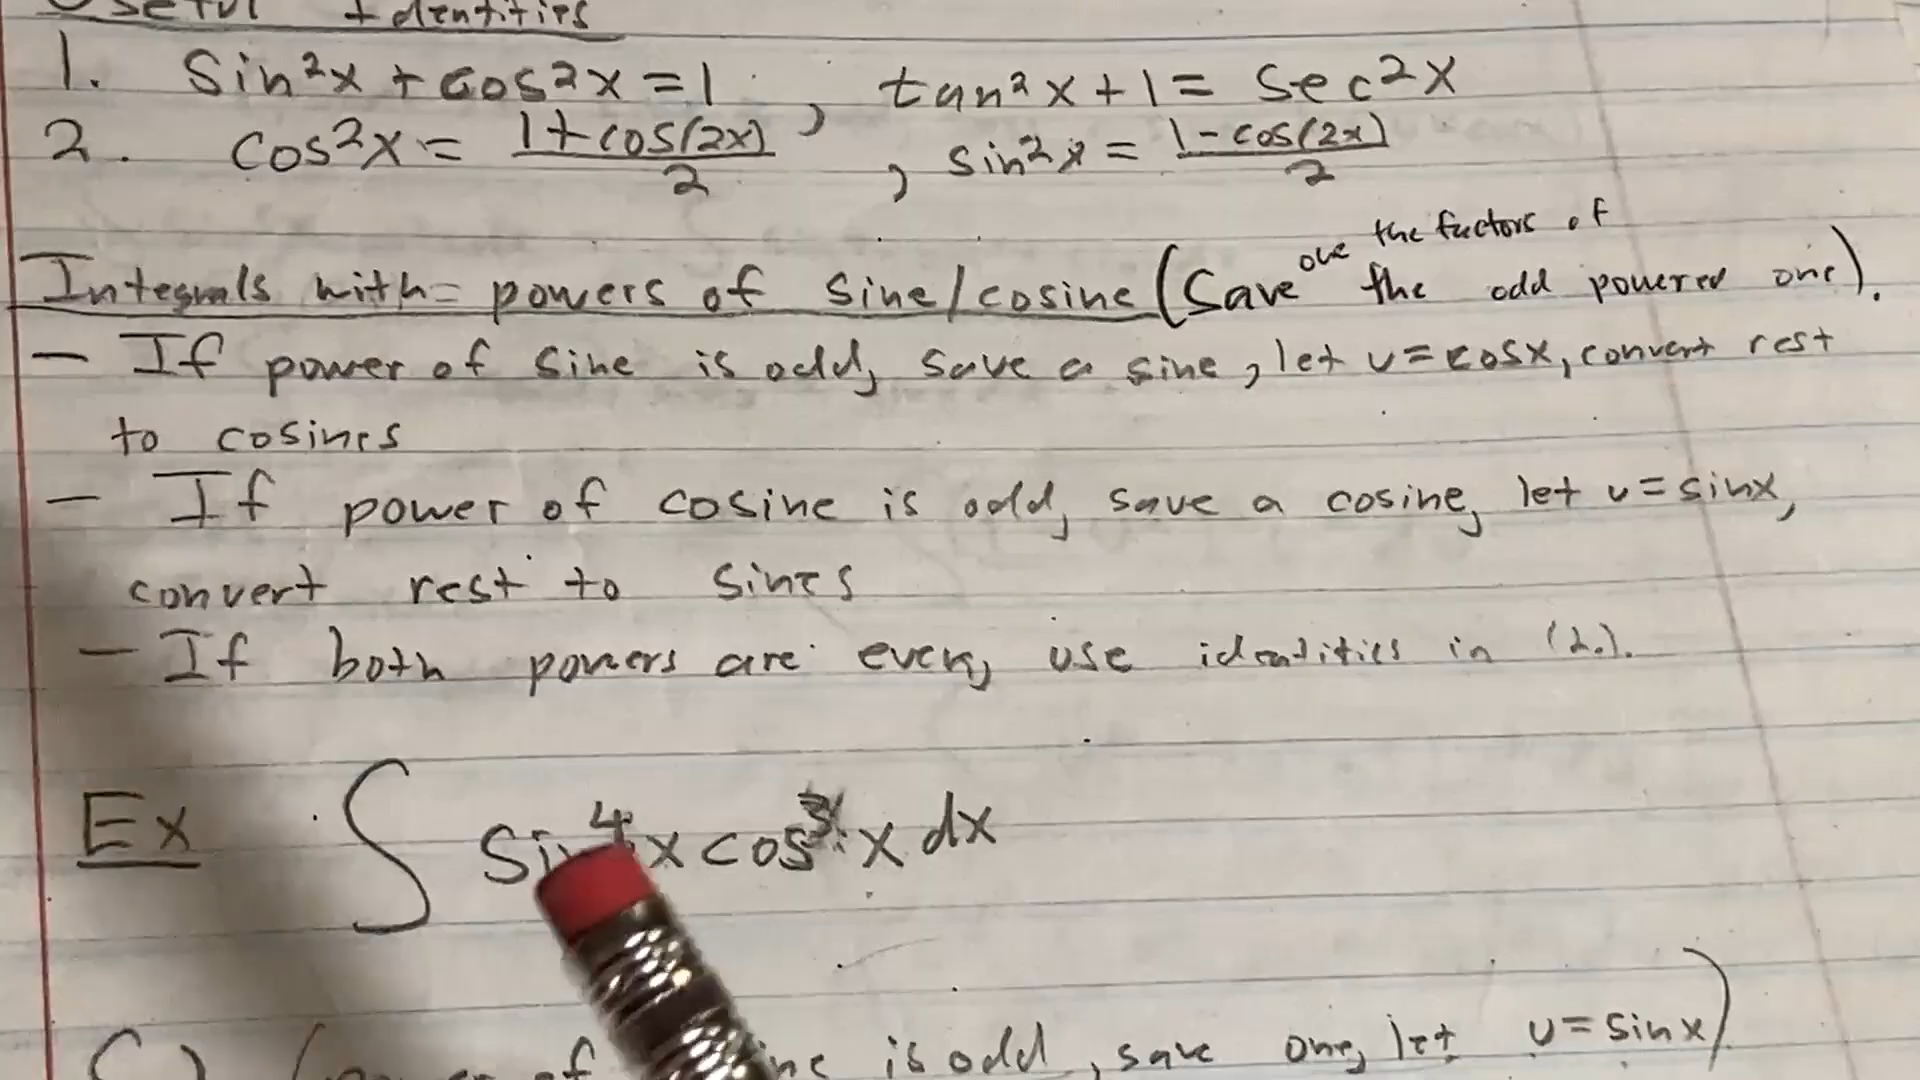 Useful Identities
1. Sin²x + cos²x = 1, tan²x + 1 = sec²x
2. cos²x = (1 + cos(2x))/2, sin²x = (1 - cos(2x))/2
Integrals with powers of sine/cosine (Save one the factors of the odd powered one).
- If power of sine is odd, save a sine, let u = cosx, convert rest
to cosines
- If power of cosine is odd, save a cosine, let u = sinx,
convert rest to sines
- If both powers are even, use identities in (2.).
Ex ∫ Sin⁴x cos³x dx
is odd, save one, let u = sinx)